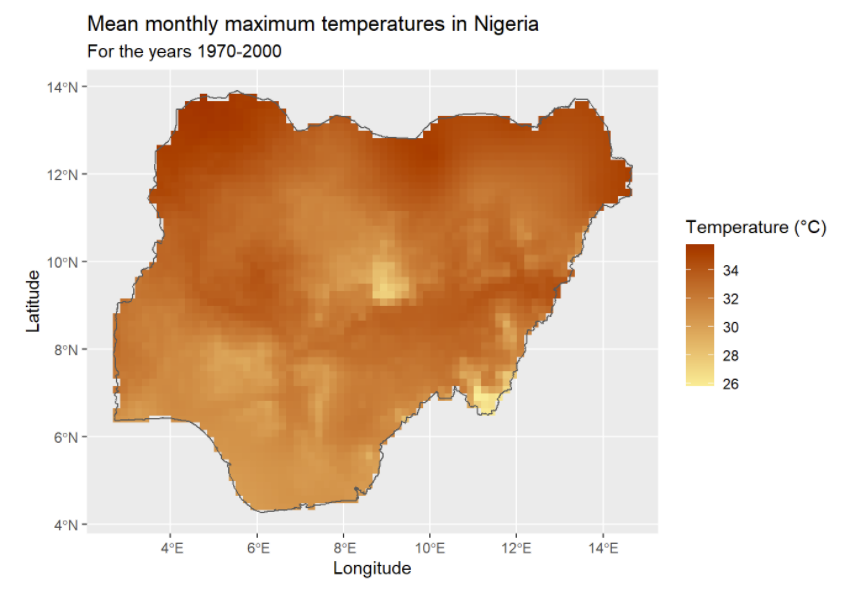 Mean monthly maximum temperatures in Nigeria
For the years 1970-2000
14°N
12°N
10°N
8°N
6°N
4°N
Latitude
4°E
6°E
8°E
10°E
12°E
14°E
Longitude
Temperature (°C)
34
32
30
28
26